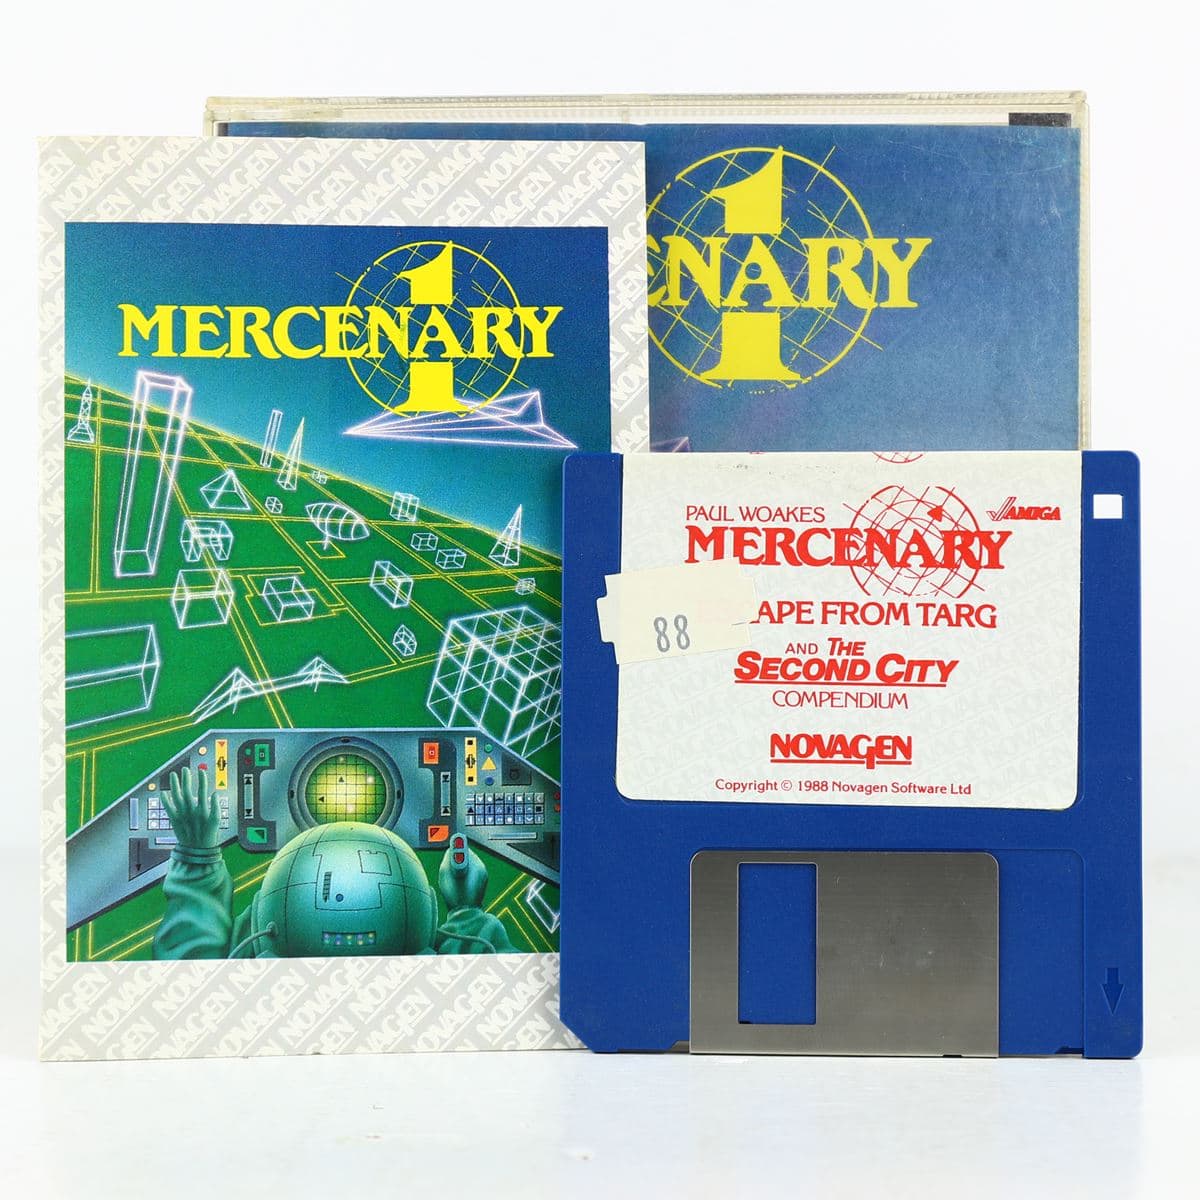 MERCENARY
1
ENARY
1
PAUL WOAKES
AMIGA
MERCENARY
APE FROM TARG
88
AND THE
SECOND CITY
COMPENDIUM
NOVAGEN
Copyright © 1988 Novagen Software Ltd
NOVAGEN